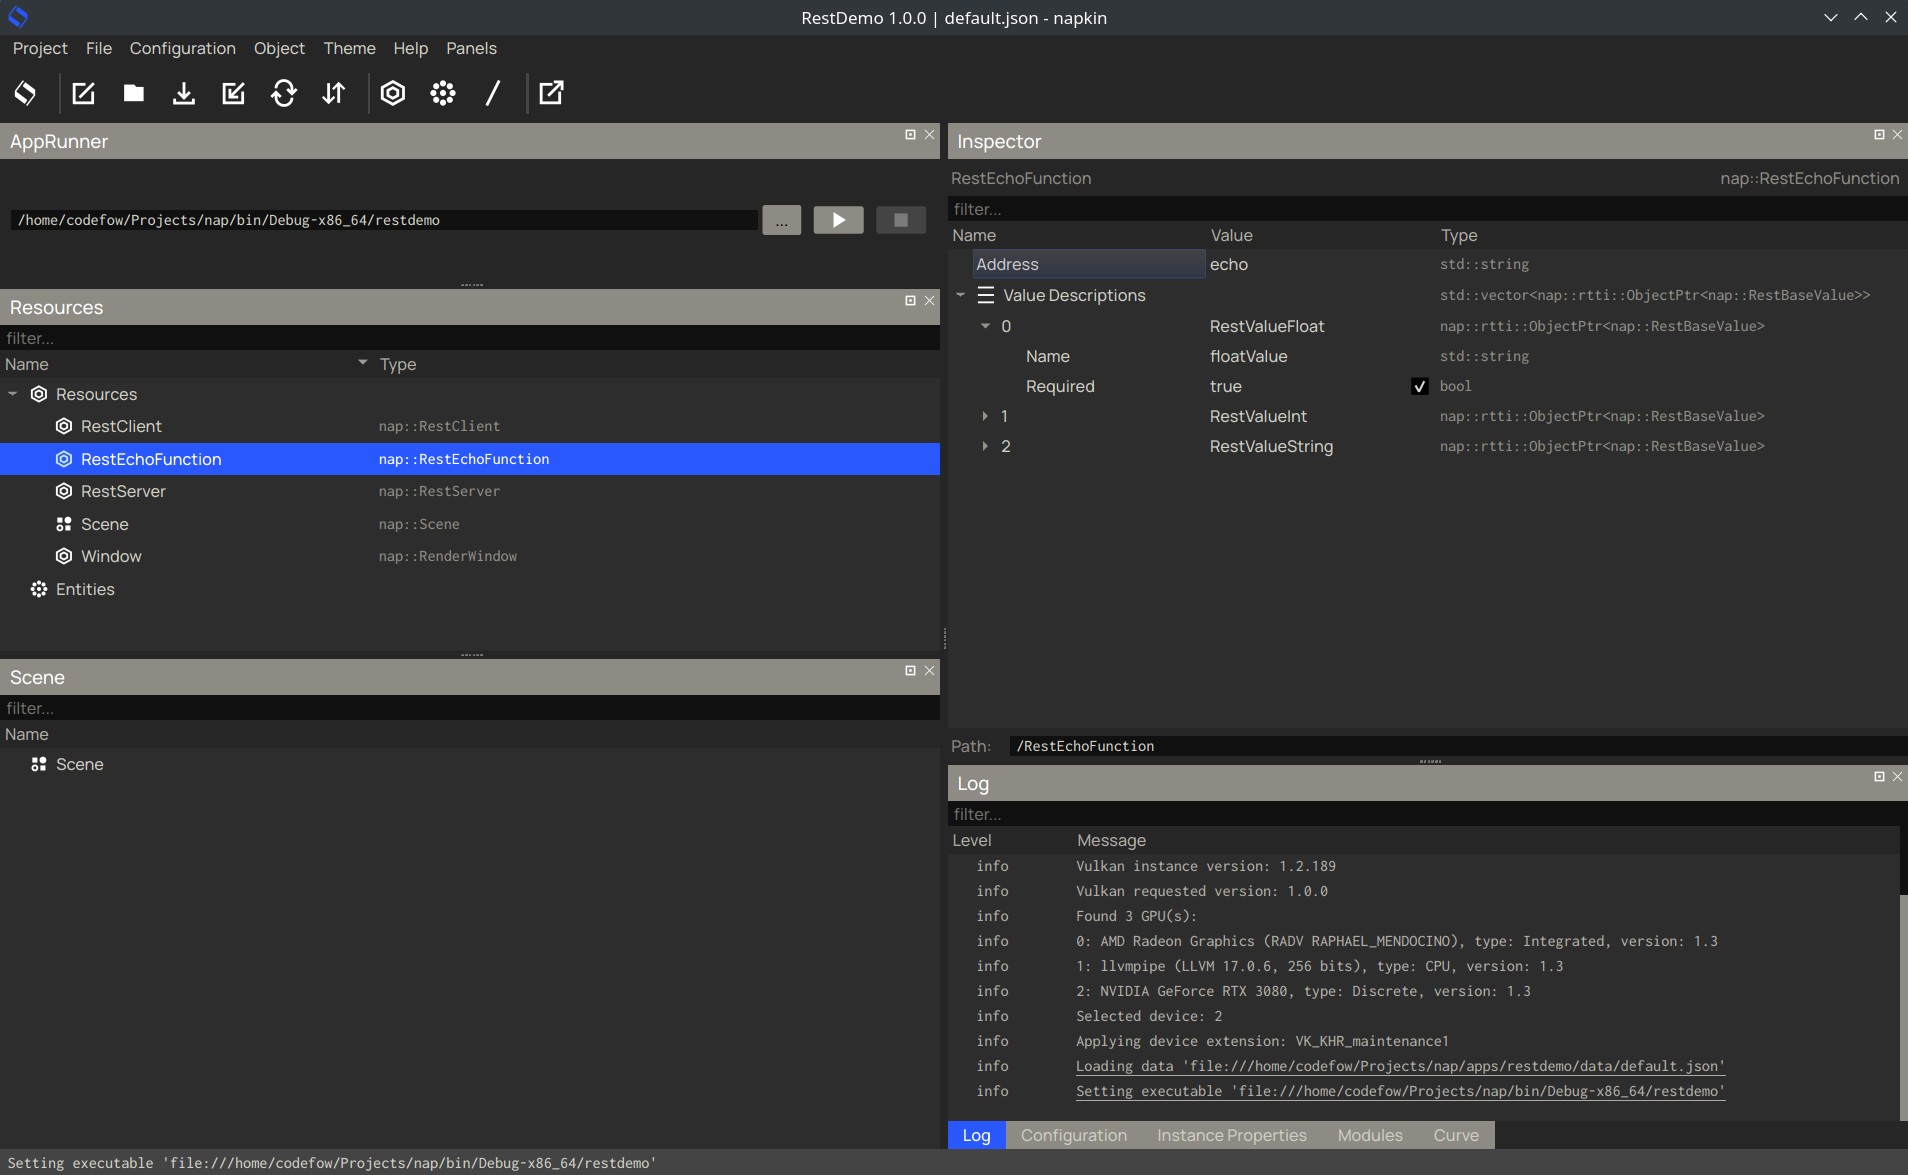 RestDemo 1.0.0 | default.json - napkin
Project File Configuration Object Theme Help Panels
AppRunner
/home/codefow/Projects/nap/bin/Debug-x86_64/restdemo ...
Resources
filter...
Name Type
Resources
RestClient nap::RestClient
RestEchoFunction nap::RestEchoFunction
RestServer nap::RestServer
Scene nap::Scene
Window nap::RenderWindow
Entities
Scene
filter...
Name
Scene
Inspector
RestEchoFunction nap::RestEchoFunction
filter...
Name Value Type
Address echo std::string
Value Descriptions std::vector<nap::rtti::ObjectPtr<nap::RestBaseValue>>
0 RestValueFloat nap::rtti::ObjectPtr<nap::RestBaseValue>
Name floatValue std::string
Required true bool
1 RestValueInt nap::rtti::ObjectPtr<nap::RestBaseValue>
2 RestValueString nap::rtti::ObjectPtr<nap::RestBaseValue>
Path: /RestEchoFunction
Log
filter...
Level Message
info Vulkan instance version: 1.2.189
info Vulkan requested version: 1.0.0
info Found 3 GPU(s):
info 0: AMD Radeon Graphics (RADV RAPHAEL_MENDOCINO), type: Integrated, version: 1.3
info 1: llvmpipe (LLVM 17.0.6, 256 bits), type: CPU, version: 1.3
info 2: NVIDIA GeForce RTX 3080, type: Discrete, version: 1.3
info Selected device: 2
info Applying device extension: VK_KHR_maintenance1
info Loading data 'file:///home/codefow/Projects/nap/apps/restdemo/data/default.json'
info Setting executable 'file:///home/codefow/Projects/nap/bin/Debug-x86_64/restdemo'
Log Configuration Instance Properties Modules Curve
Setting executable 'file:///home/codefow/Projects/nap/bin/Debug-x86_64/restdemo'